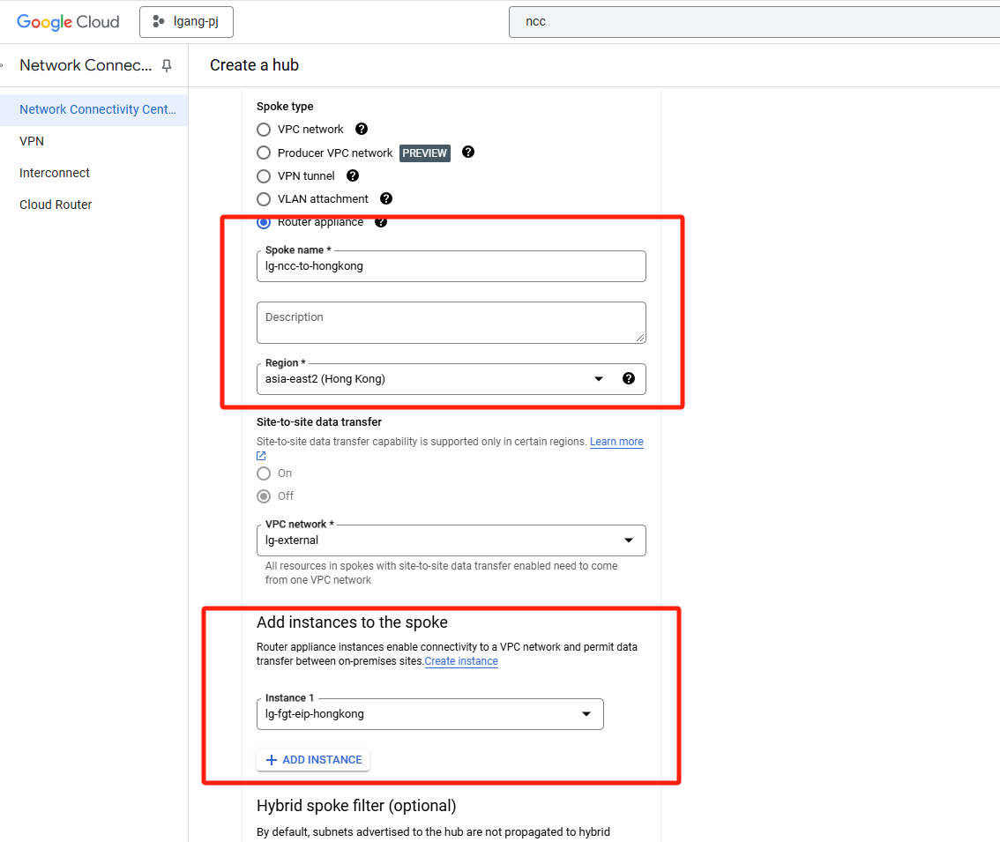 Google Cloud
lgang-pj
ncc
Network Connec...
Create a hub
Network Connectivity Cent...
VPN
Interconnect
Cloud Router
Spoke type
VPC network
Producer VPC network PREVIEW
VPN tunnel
VLAN attachment
Router appliance
Spoke name *
lg-ncc-to-hongkong
Description
Region *
asia-east2 (Hong Kong)
Site-to-site data transfer
Site-to-site data transfer capability is supported only in certain regions. Learn more
On
Off
VPC network *
lg-external
All resources in spokes with site-to-site data transfer enabled need to come
from one VPC network
Add instances to the spoke
Router appliance instances enable connectivity to a VPC network and permit data
transfer between on-premises sites.Create instance
Instance 1
lg-fgt-eip-hongkong
ADD INSTANCE
Hybrid spoke filter (optional)
By default, subnets advertised to the hub are not propagated to hybrid